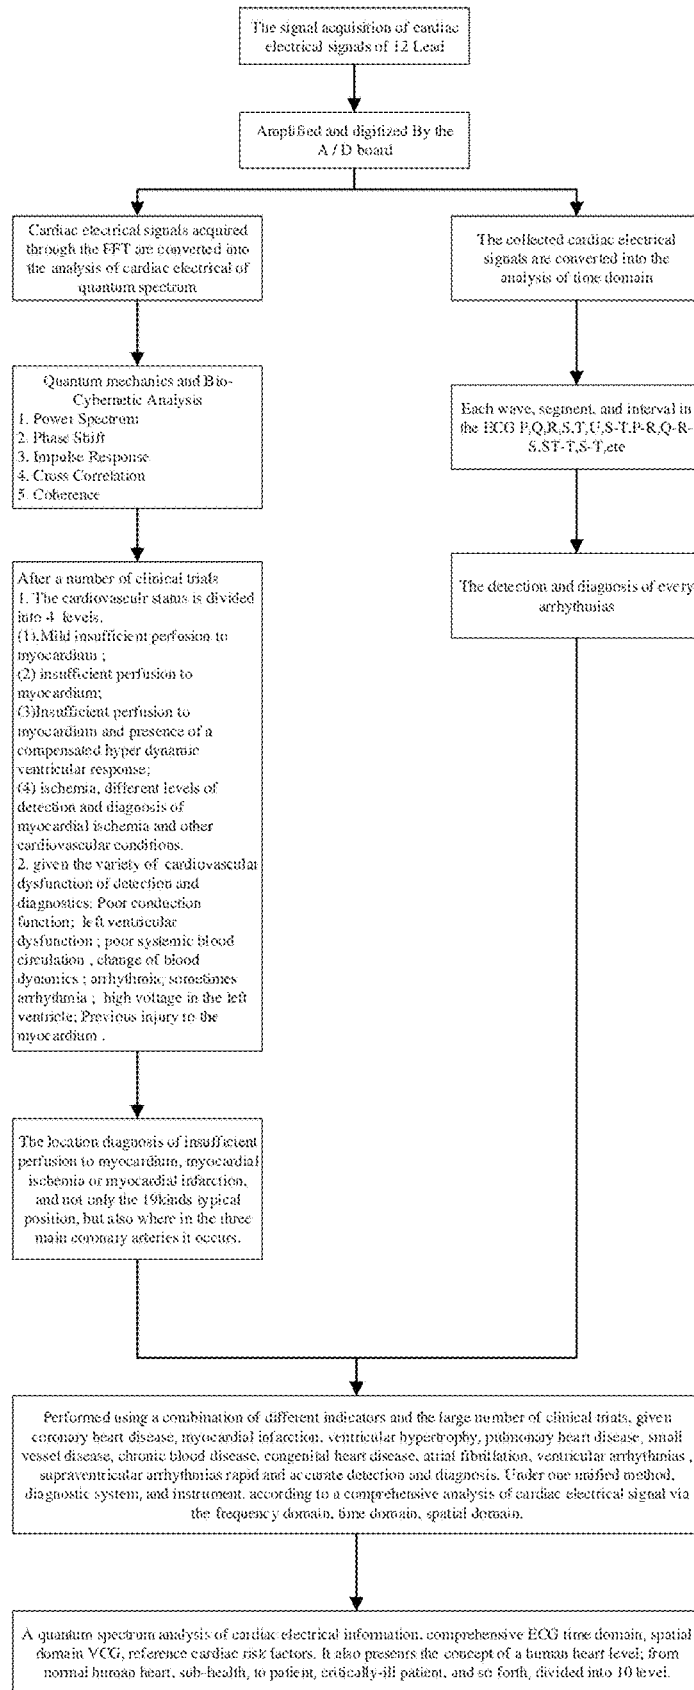 The signal acquisition of cardiac
electrical signals of 12 Lead
Amplified and digitized By the
A / D board
Cardiac electrical signals acquired
through the FFT are converted into
the analysis of cardiac electrical of
quantum spectrum
The collected cardiac electrical
signals are converted into the
analysis of time domain
Quantum mechanics and Bio-
Cybernetic Analysis
1. Power Spectrum
2. Phase Shift
3. Impulse Response
4. Cross Correlation
5. Coherence
Each wave, segment, and interval in
the ECG P,Q,R,S,T,U,S-T,P-R,Q-R-
S,ST-T,S-T,etc
After a number of clinical trials
1. The cardiovasculr status is divided
into 4 levels.
(1).Mild insufficient perfusion to
myocardium ;
(2) insufficient perfusion to
myocardium;
(3)Insufficient perfusion to
myocardium and presence of a
compensated hyper dynamic
ventricular response;
(4) ischemia, different levels of
detection and diagnosis of
myocardial ischemia and other
cardiovascular conditions.
2. given the variety of cardiovascular
dysfunction of detection and
diagnostics: Poor conduction
function; left ventricular
dysfunction ; poor systemic blood
circulation , change of blood
dynamics ; arrhythmia, sometimes
arrhythmia ; high voltage in the left
ventricle; Previous injury to the
myocardium .
The detection and diagnosis of every
arrhythmias
The location diagnosis of insufficient
perfusion to myocardium, myocardial
ischemia or myocardial infarction,
and not only the 19kinds typical
position, but also where in the three
main coronary arteries it occurs.
Performed using a combination of different indicators and the large number of clinical trials, given
coronary heart disease, myocardial infarction, ventricular hypertrophy, pulmonary heart disease, small
vessel disease, chronic blood disease, congenital heart disease, atrial fibrillation, ventricular arrhythmias ,
supraventricular arrhythmias rapid and accurate detection and diagnosis. Under one unified method,
diagnostic system, and instrument, according to a comprehensive analysis of cardiac electrical signal via
the frequency domain, time domain, spatial domain.
A quantum spectrum analysis of cardiac electrical information, comprehensive ECG time domain, spatial
domain VCG, reference cardiac risk factors. It also presents the concept of a human heart level; from
normal human heart, sub-health, to patient, critically-ill patient, and so forth, divided into 10 level.